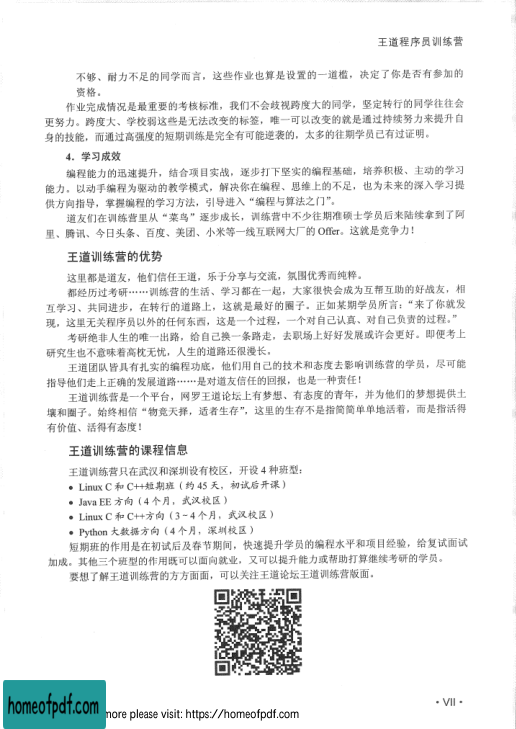 王道程序员训练营
不够、耐力不足的同学而言，这些作业也算是设置的一道槛，决定了你是否有参加的
资格。
作业完成情况是最重要的考核标准，我们不会歧视跨度大的同学，坚定转行的同学往往会
更努力。跨度大、学校弱这些是无法改变的标签，唯一可以改变的就是通过持续努力来提升自
身的技能，而通过高强度的短期训练是完全有可能逆袭的，太多的往期学员已有过证明。
4．学习成效
编程能力的迅速提升，结合项目实战，逐步打下坚实的编程基础，培养积极、主动的学习
能力。以动手编程为驱动的教学模式，解决你在编程、思维上的不足，也为未来的深入学习提
供方向指导，掌握编程的学习方法，引导进入“编程与算法之门”。
道友们在训练营里从“菜鸟”逐步成长，训练营中不少往期准硕士学员后来陆续拿到了阿
里、腾讯、今日头条、百度、美团、小米等一线互联网大厂的 Offer。这就是竞争力！
王道训练营的优势
这里都是道友，他们信任王道，乐于分享与交流，氛围优秀而纯粹。
都经历过考研……训练营的生活、学习都在一起，大家很快会成为互帮互助的好战友，相
互学习、共同进步，在转行的道路上，这就是最好的圈子。正如某期学员所言：“来了你就发
现，这里无关程序员以外的任何东西，这是一个过程，一个对自己认真、对自己负责的过程。”
考研绝非人生的唯一出路，给自己换一条路走，去职场上好好发展或许会更好。即便考上
研究生也不意味着高枕无忧，人生的道路还很漫长。
王道团队皆具有扎实的编程功底，他们用自己的技术和态度去影响训练营的学员，尽可能
指导他们走上正确的发展道路……是对道友信任的回报，也是一种责任！
王道训练营是一个平台，网罗王道论坛上有梦想、有态度的青年，并为他们的梦想提供土
壤和圈子。始终相信“物竞天择，适者生存”，这里的生存不是指简简单单地活着，而是指活得
有价值、活得有态度！
王道训练营的课程信息
王道训练营只在武汉和深圳设有校区，开设 4 种班型：
• Linux C 和 C++短期班（约 45 天，初试后开课）
• Java EE 方向（4 个月，武汉校区）
• Linux C 和 C++方向（3~4 个月，武汉校区）
• Python 大数据方向（4 个月，深圳校区）
短期班的作用是在初试后及春节期间，快速提升学员的编程水平和项目经验，给复试面试
加成。其他三个班型的作用既可以面向就业，又可以提升能力或帮助打算继续考研的学员。
要想了解王道训练营的方方面面，可以关注王道论坛王道训练营版面。
• VII •
homeofpdf.com
more please visit: https://homeofpdf.com